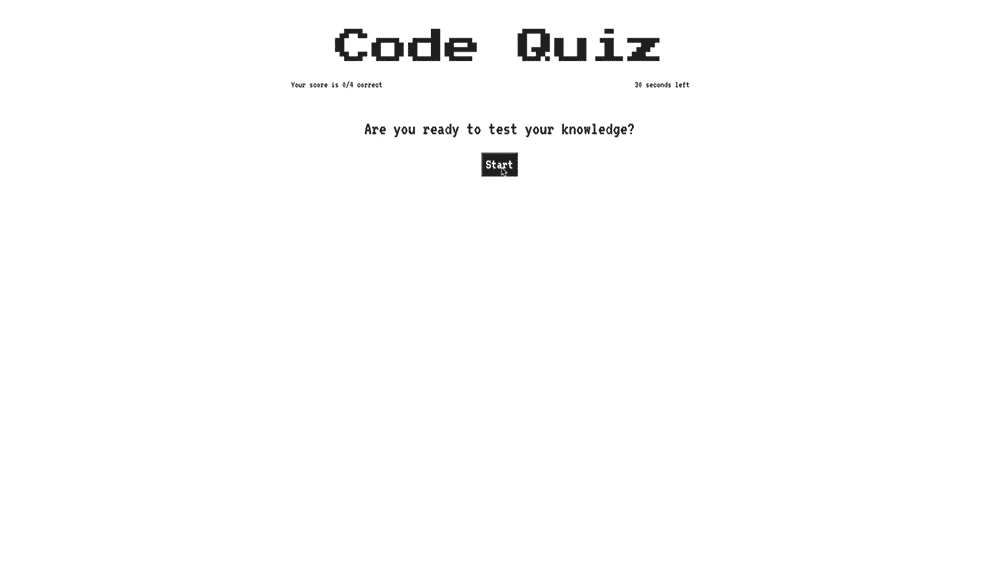 Code Quiz
Your score is 0/4 correct
30 seconds left
Are you ready to test your knowledge?
Start